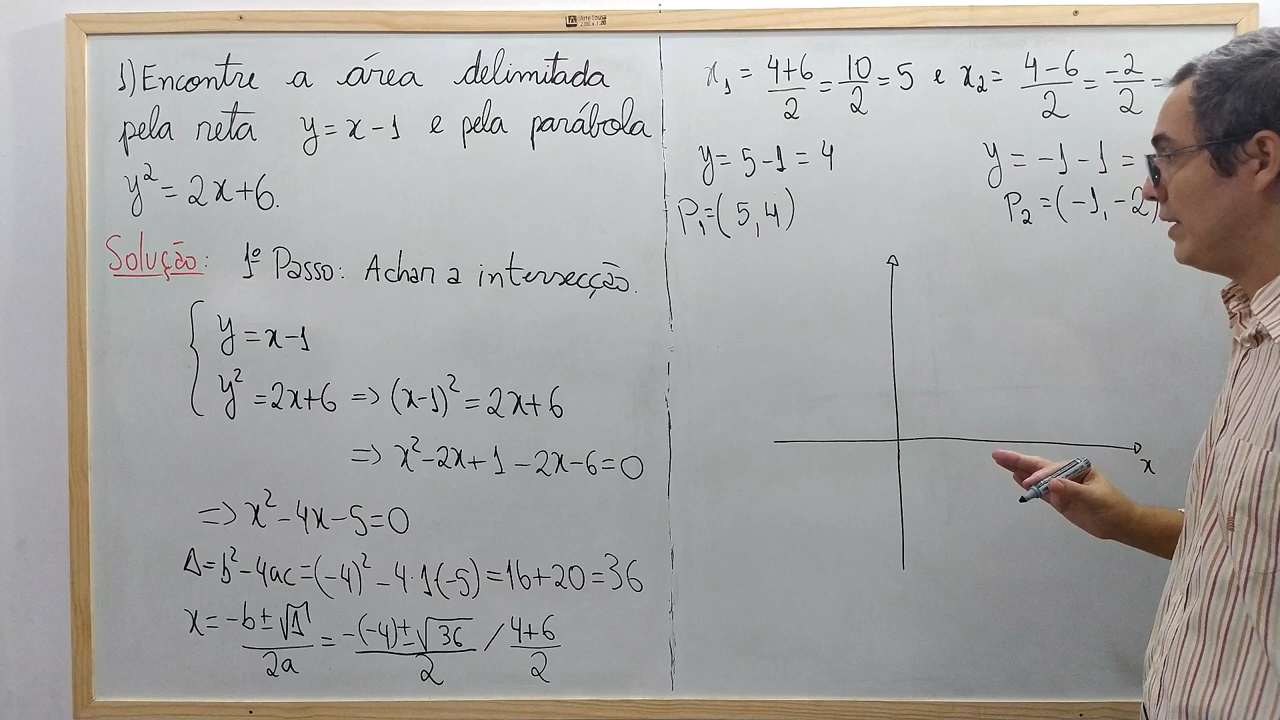 1) Encontre a área delimitada
pela reta y = x - 1 e pela parábola
y² = 2x + 6.
Solução: 1º Passo: Achar a intersecção.
y = x - 1
y² = 2x + 6 => (x-1)² = 2x + 6
=> x² - 2x + 1 - 2x - 6 = 0
=> x² - 4x - 5 = 0
Δ = b² - 4ac = (-4)² - 4·1(-5) = 16 + 20 = 36
x = -b ± √Δ / 2a = -(-4) ± √36 / 2 / 4+6 / 2
x₁ = 4+6 / 2 = 10 / 2 = 5 e x₂ = 4-6 / 2 = -2 / 2 =
y = 5 - 1 = 4 y = -1 - 1 =
P₁ = (5, 4) P₂ = (-1, -2)
x